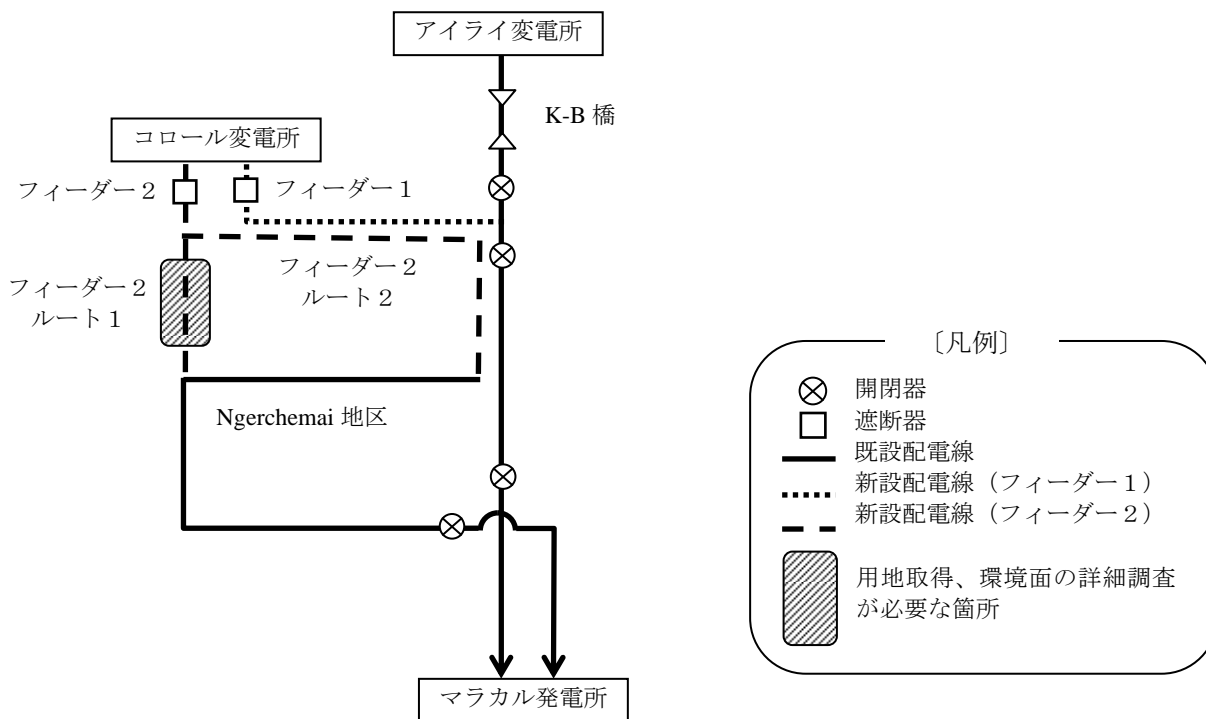 アイライ変電所
K-B 橋
コロール変電所
フィーダー２
フィーダー１
フィーダー２
ルート２
フィーダー２
ルート１
Ngerchemai 地区
マラカル発電所
〔凡例〕
開閉器
遮断器
既設配電線
新設配電線（フィーダー１）
新設配電線（フィーダー２）
用地取得、環境面の詳細調査
が必要な箇所